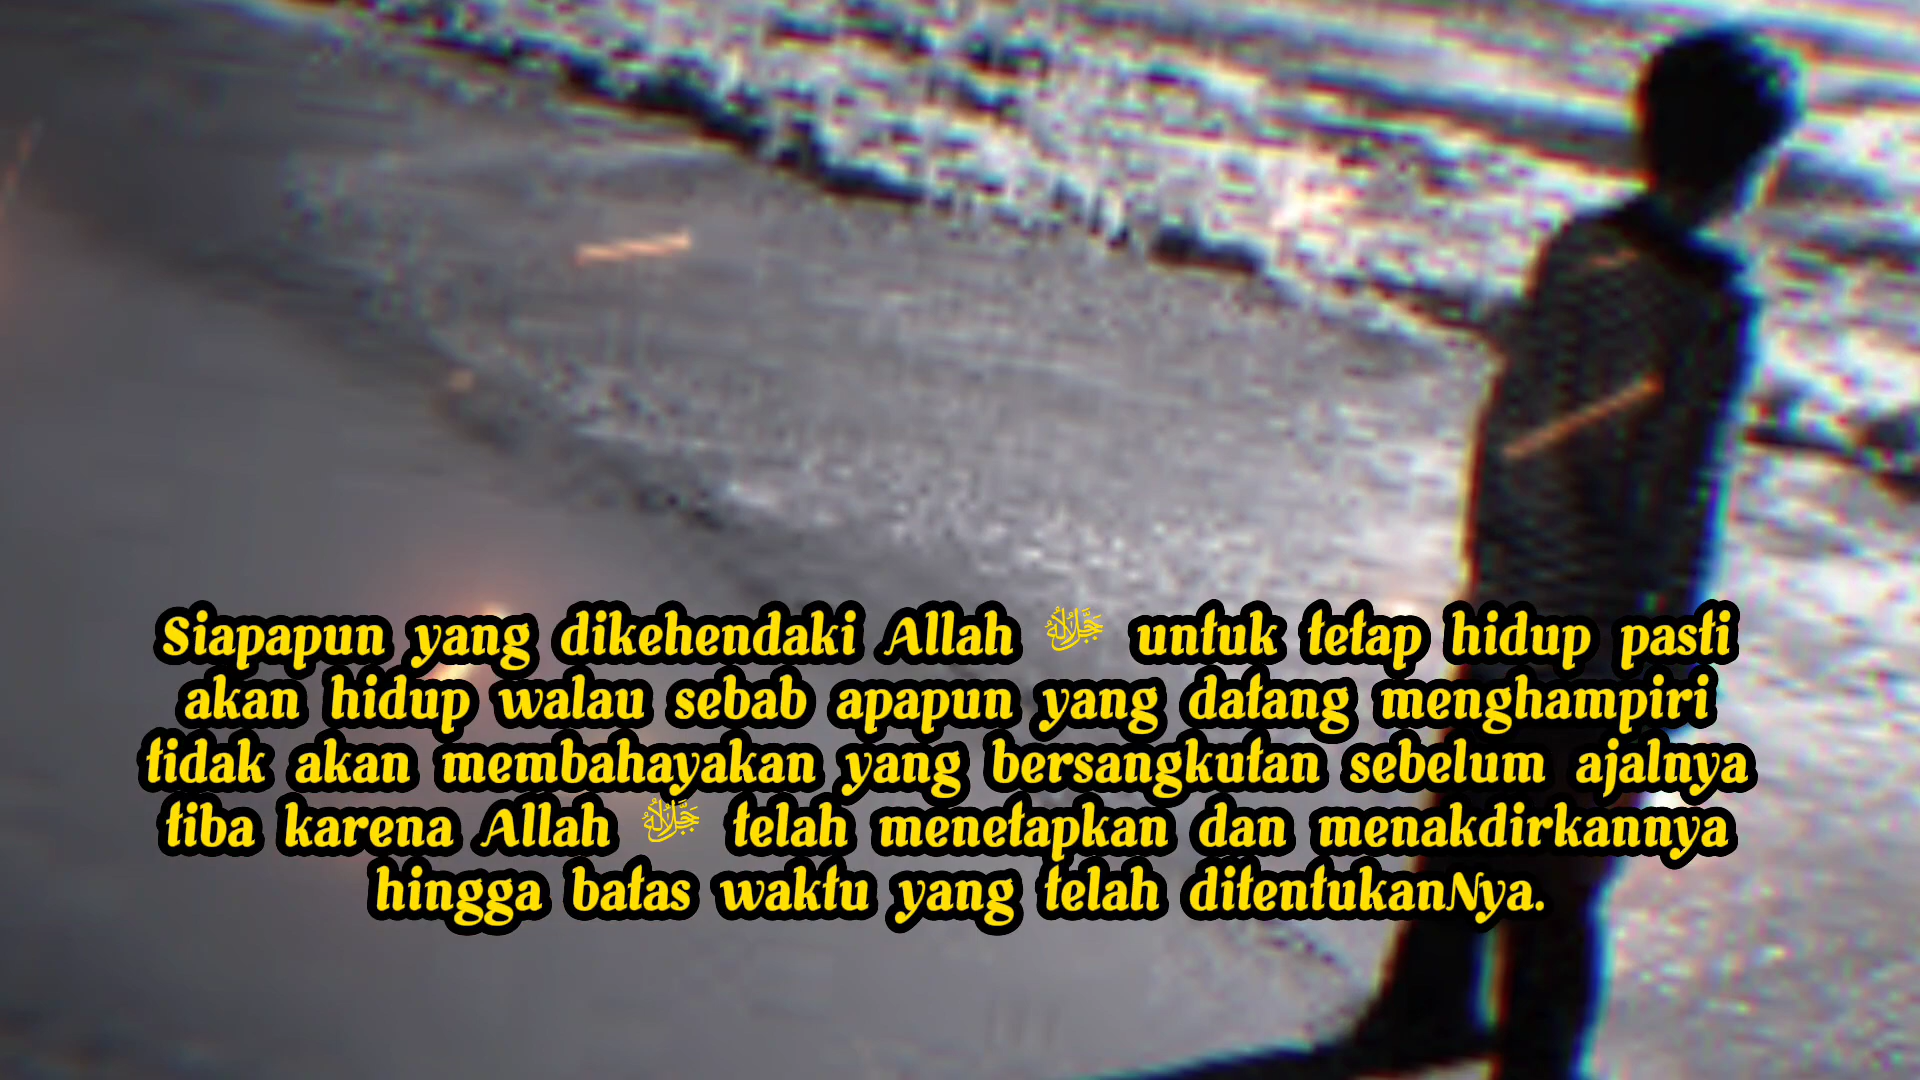 Siapapun yang dikehendaki Allah ﷻ untuk tetap hidup pasti
akan hidup walau sebab apapun yang datang menghampiri
tidak akan membahayakan yang bersangkutan sebelum ajalnya
tiba karena Allah ﷻ telah menetapkan dan menakdirkannya
hingga batas waktu yang telah ditentukanNya.